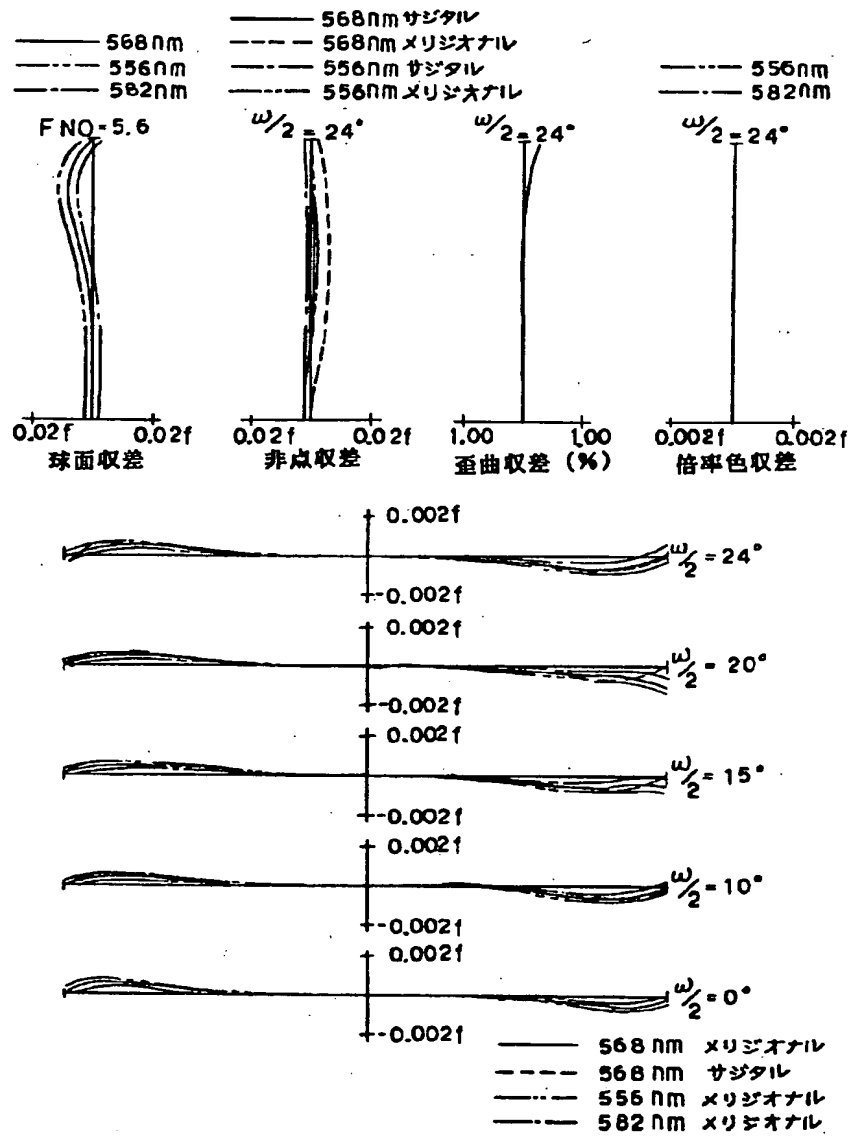 568nm サジタル
568nm メリジオナル
556nm サジタル
556nm メリジオナル
568nm
556nm
582nm
556nm
582nm
F NO=5.6
ω/2=24°
ω/2=24°
ω/2=24°
0.02f 0.02f
球面収差
0.02f 0.02f
非点収差
1.00 1.00
歪曲収差(%)
0.002f 0.002f
倍率色収差
0.002f
ω/2=24°
-0.002f
0.002f
ω/2=20°
-0.002f
0.002f
ω/2=15°
-0.002f
0.002f
ω/2=10°
-0.002f
0.002f
ω/2=0°
-0.002f
568nm メリジオナル
568nm サジタル
556nm メリジオナル
582nm メリジオナル